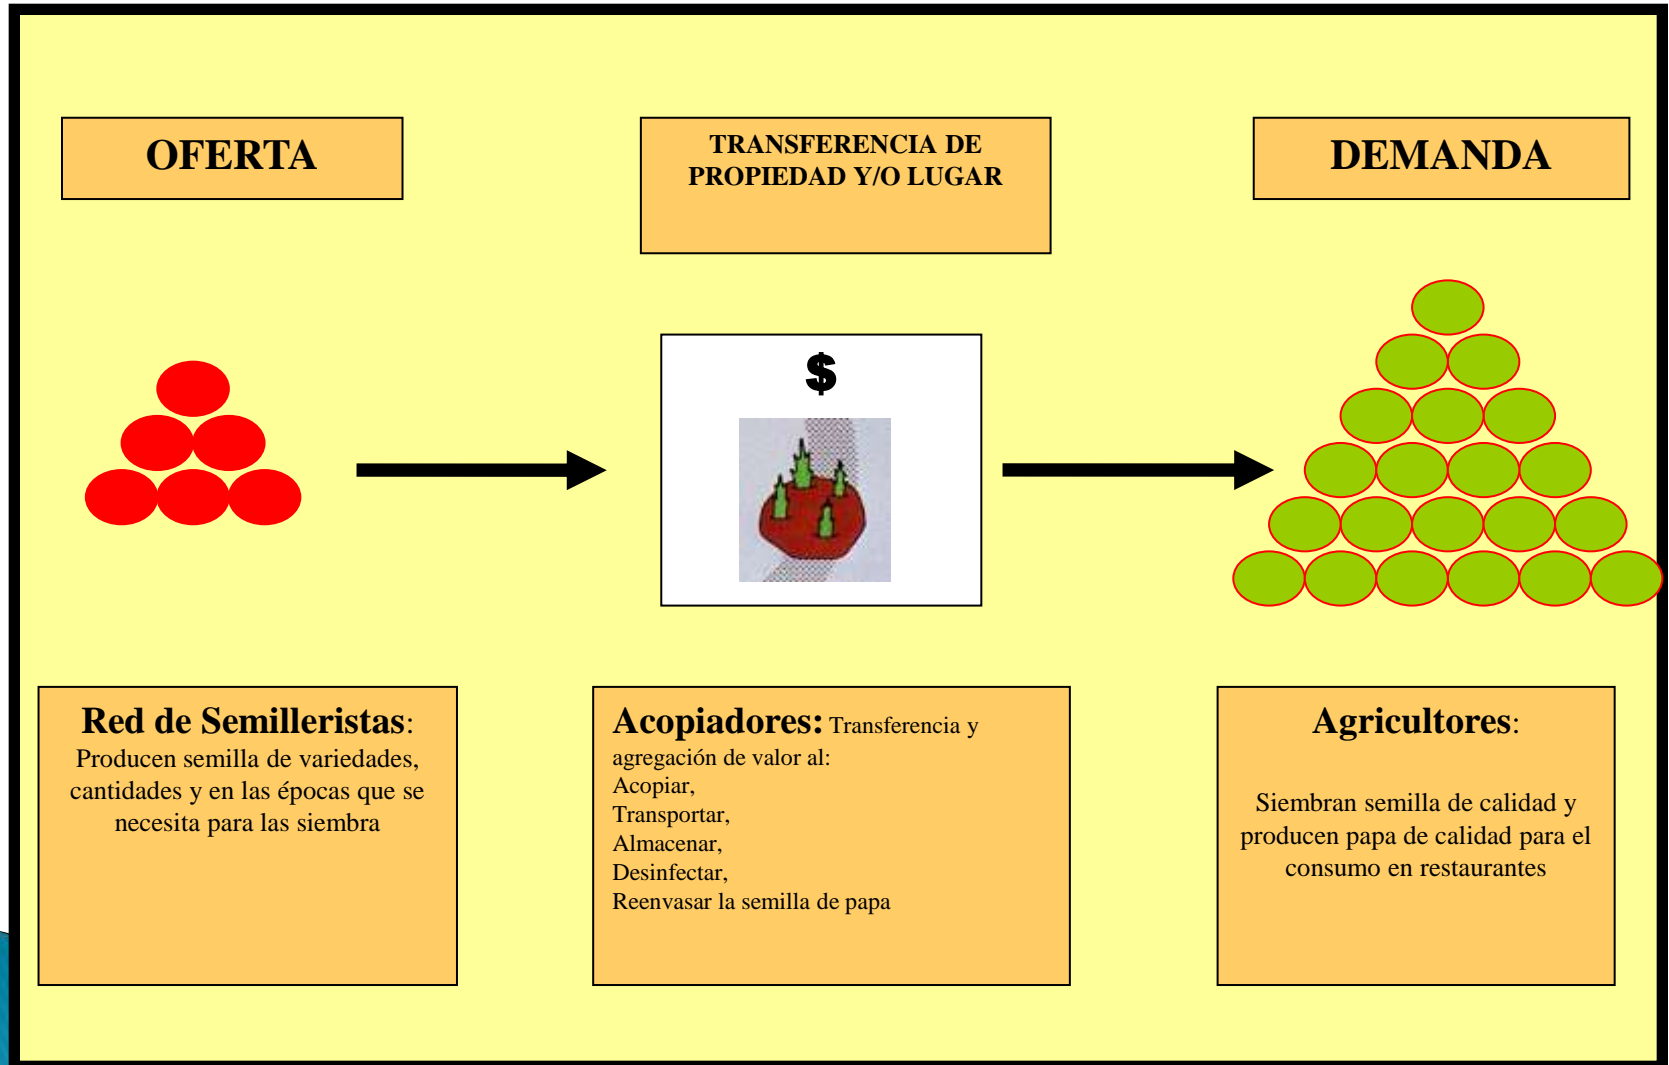 OFERTA
TRANSFERENCIA DE
PROPIEDAD Y/O LUGAR
DEMANDA
$
Red de Semilleristas:
Producen semilla de variedades,
cantidades y en las épocas que se
necesita para las siembra
Acopiadores: Transferencia y
agregación de valor al:
Acopiar,
Transportar,
Almacenar,
Desinfectar,
Reenvasar la semilla de papa
Agricultores:
Siembran semilla de calidad y
producen papa de calidad para el
consumo en restaurantes